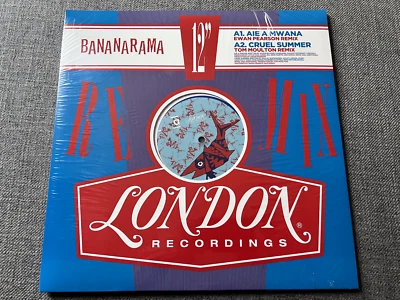 BANANARAMA
12"
A1. AIE A MWANA
EWAN PEARSON REMIX
A2. CRUEL SUMMER
TOM MOULTON REMIX
RE MIX
LONDON®
RECORDINGS